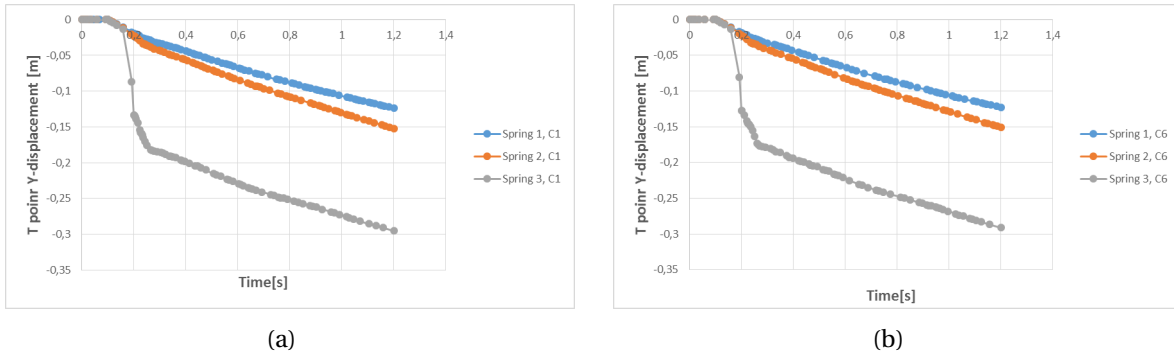 0
0 0,2 0,4 0,6 0,8 1 1,2 1,4
-0,05
-0,1
-0,15
-0,2
-0,25
-0,3
-0,35
T poinr Y-displacement [m]
Time[s]
Spring 1, C1
Spring 2, C1
Spring 3, C1
(a)
0
0 0,2 0,4 0,6 0,8 1 1,2 1,4
-0,05
-0,1
-0,15
-0,2
-0,25
-0,3
-0,35
T poinr Y-displacement [m]
Time[s]
Spring 1, C6
Spring 2, C6
Spring 3, C6
(b)